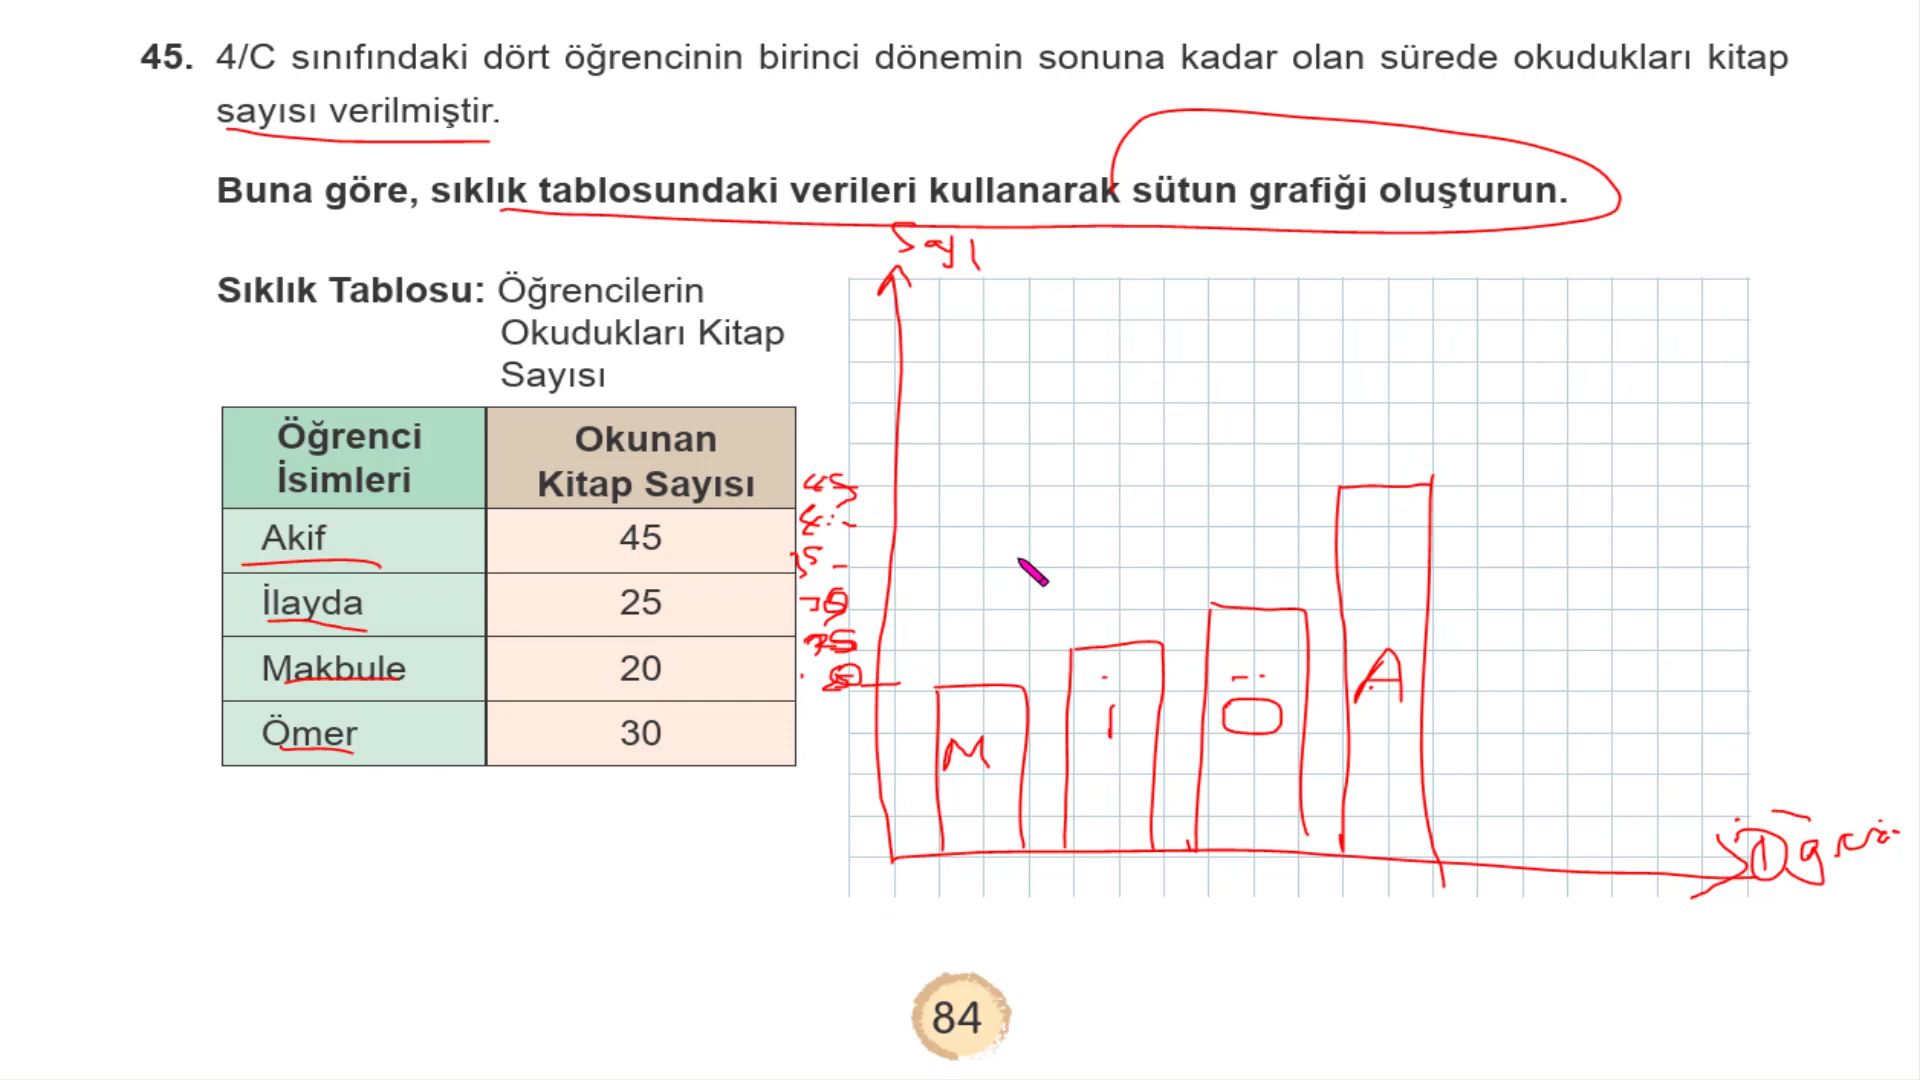 45. 4/C sınıfındaki dört öğrencinin birinci dönemin sonuna kadar olan sürede okudukları kitap
sayısı verilmiştir.
Buna göre, sıklık tablosundaki verileri kullanarak sütun grafiği oluşturun.
Sayı
Sıklık Tablosu: Öğrencilerin
Okudukları Kitap
Sayısı
Öğrenci İsimleri
Okunan Kitap Sayısı
Akif 45
İlayda 25
Makbule 20
Ömer 30
45
35
M İ Ö A
84